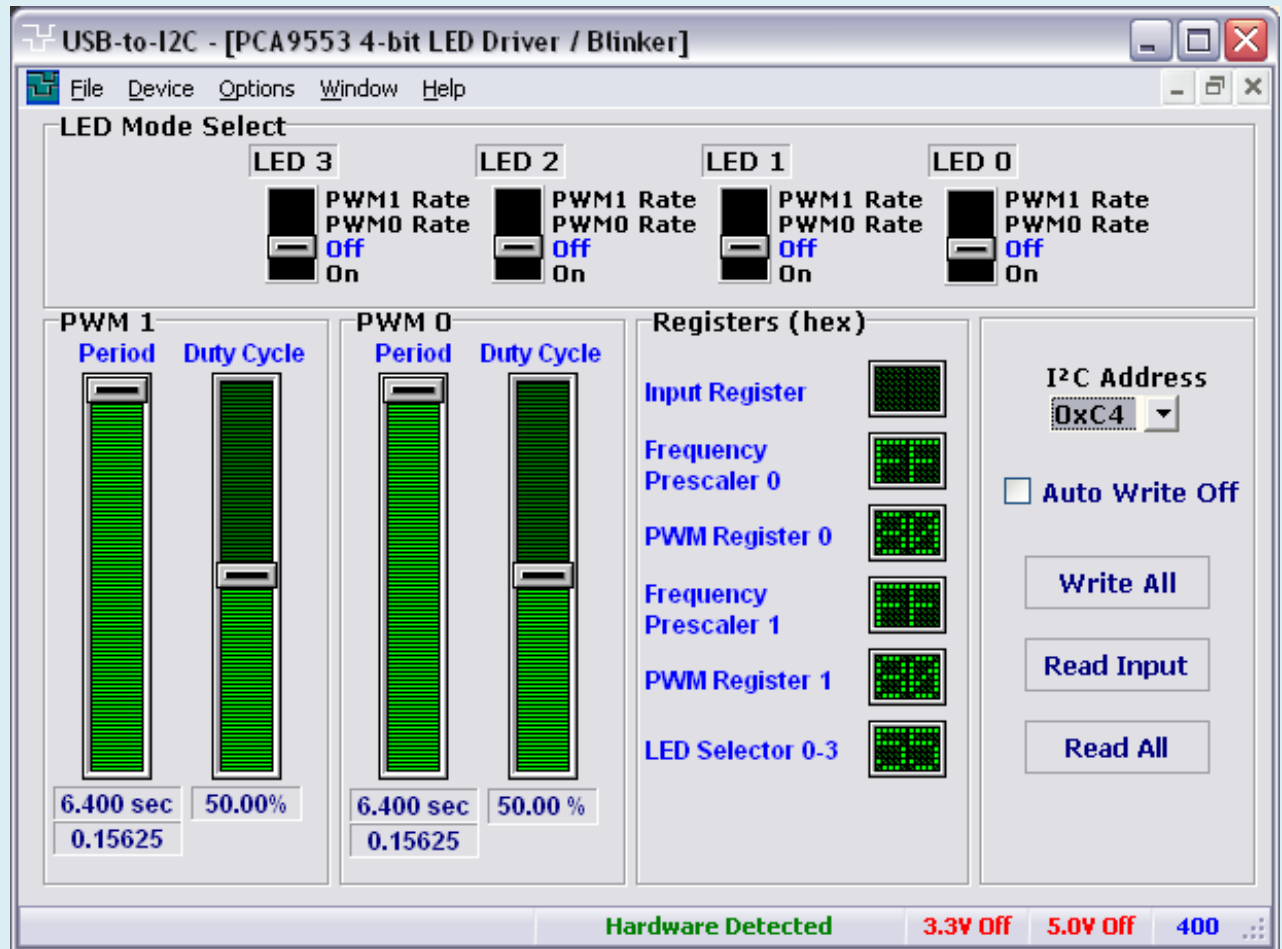 USB-to-I2C - [PCA9553 4-bit LED Driver / Blinker]
File Device Options Window Help
LED Mode Select
LED 3 LED 2 LED 1 LED 0
PWM1 Rate PWM1 Rate PWM1 Rate PWM1 Rate
PWM0 Rate PWM0 Rate PWM0 Rate PWM0 Rate
Off Off Off Off
On On On On
PWM 1
Period Duty Cycle
6.400 sec 50.00%
0.15625
PWM 0
Period Duty Cycle
6.400 sec 50.00 %
0.15625
Registers (hex)
Input Register
Frequency
Prescaler 0
PWM Register 0
Frequency
Prescaler 1
PWM Register 1
LED Selector 0-3
I²C Address
0xC4
Auto Write Off
Write All
Read Input
Read All
Hardware Detected 3.3V Off 5.0V Off 400